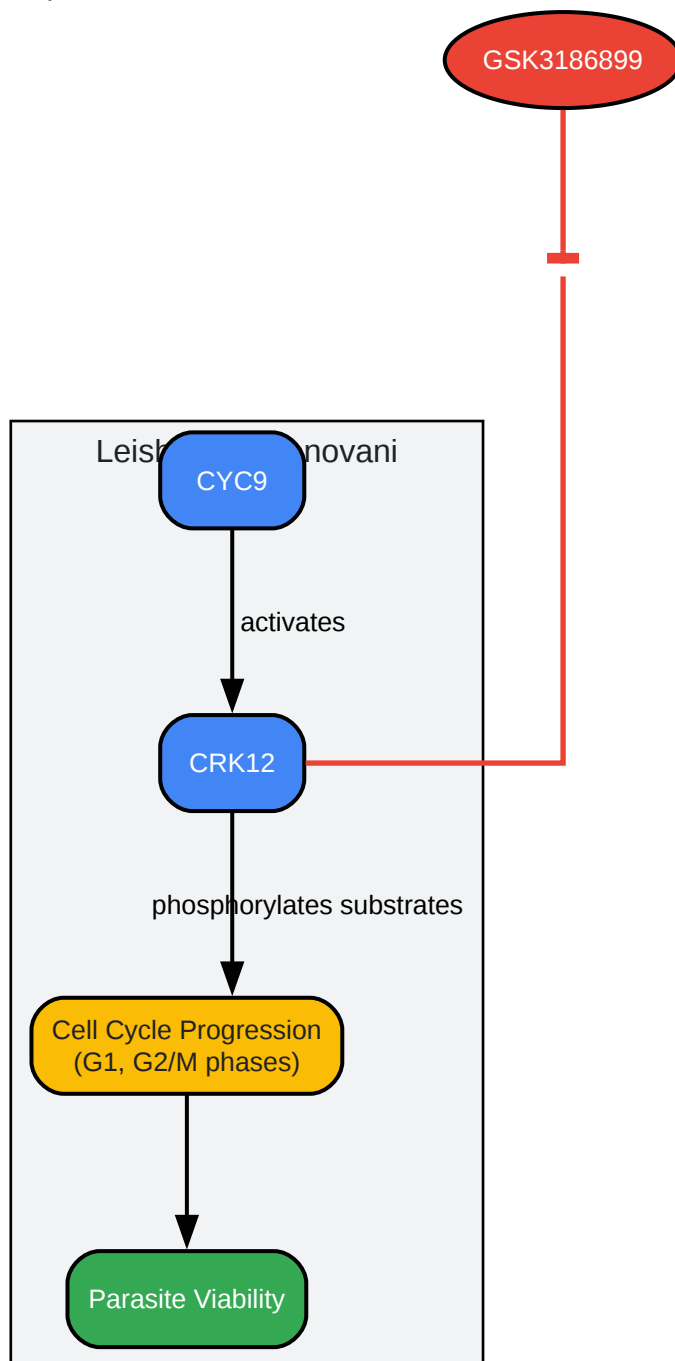 GSK3186899
Leish novani
CYC9
activates
CRK12
phosphorylates substrates
Cell Cycle Progression
(G1, G2/M phases)
Parasite Viability